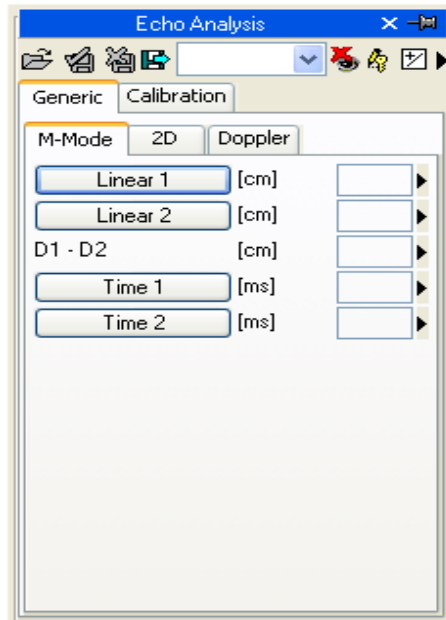 Echo Analysis
Generic Calibration
M-Mode 2D Doppler
Linear 1 [cm]
Linear 2 [cm]
D1 - D2 [cm]
Time 1 [ms]
Time 2 [ms]